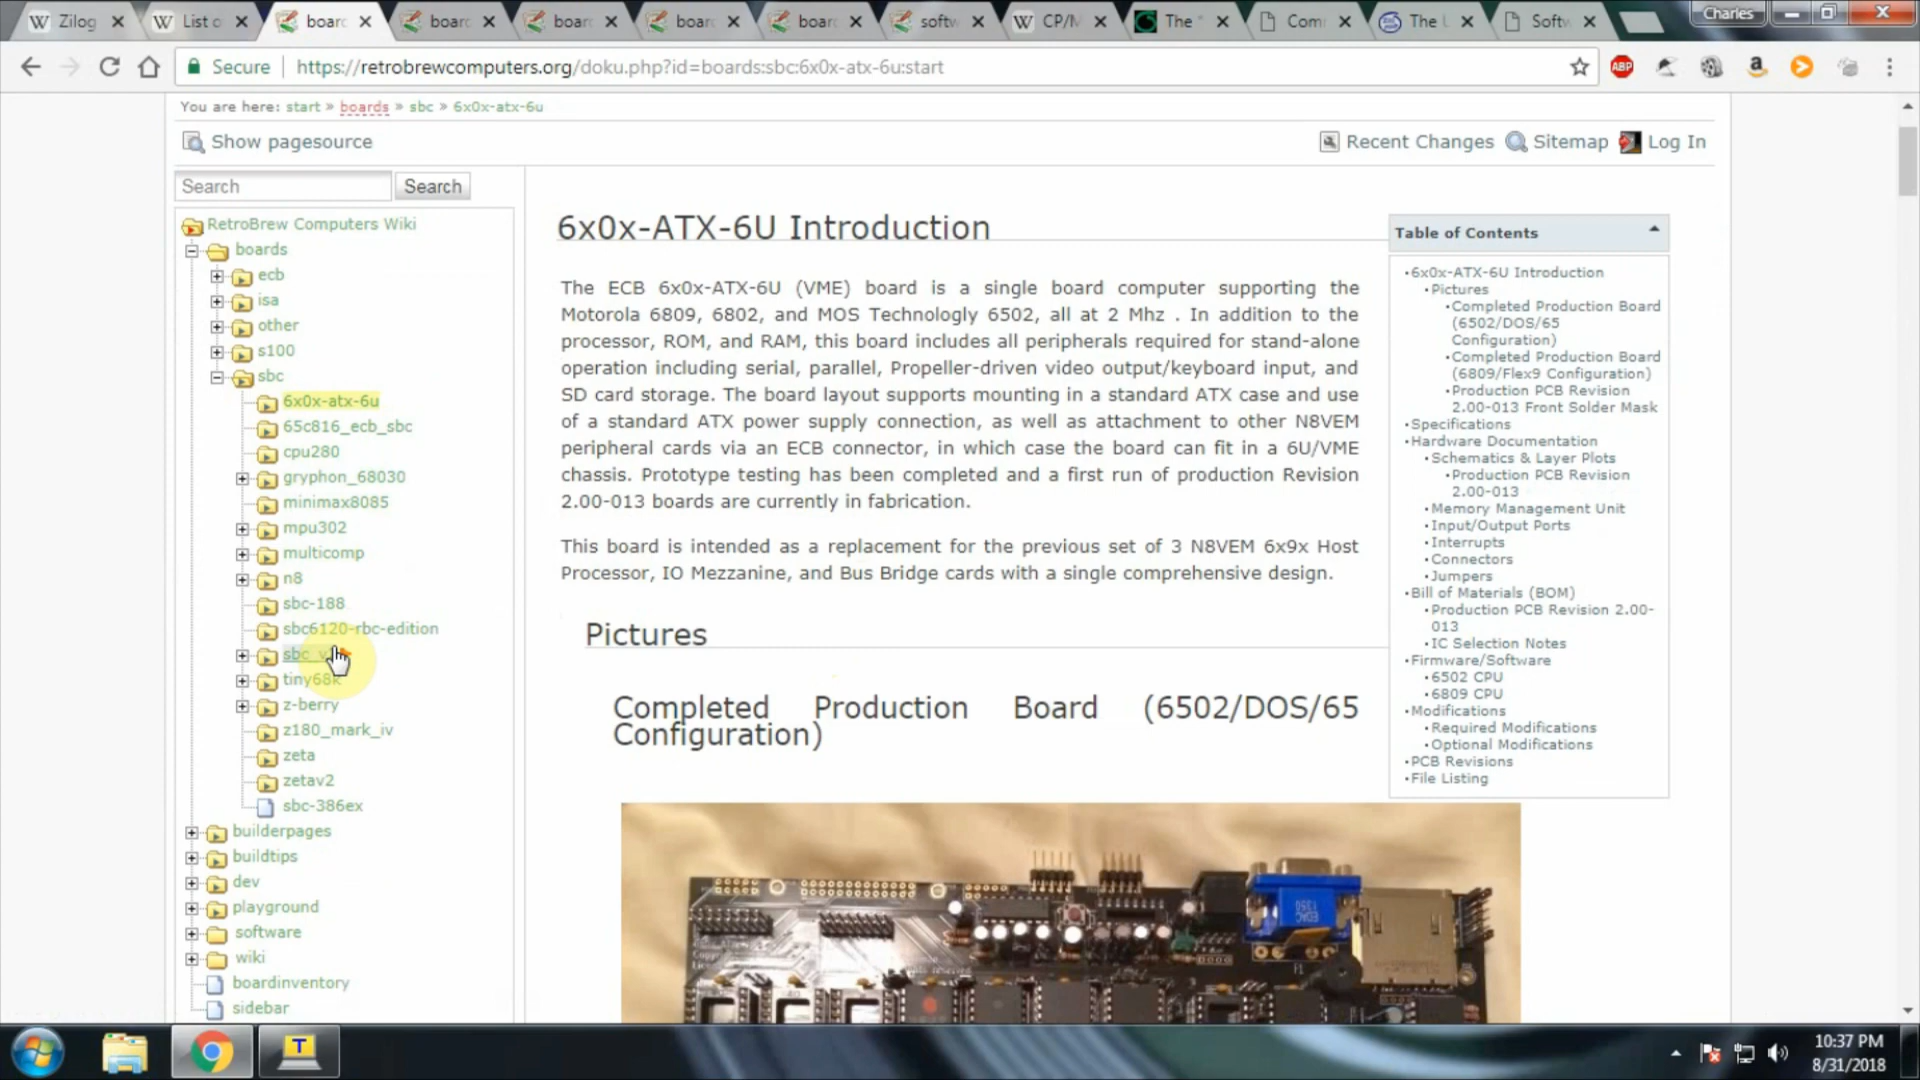 Zilog
List o
board
board
board
board
board
softw
CP/M
The "
Com
The L
Softw
Charles
Secure
https://retrobrewcomputers.org/doku.php?id=boards:sbc:6x0x-atx-6u:start
ABP
You are here: start » boards » sbc » 6x0x-atx-6u
Show pagesource
Recent Changes
Sitemap
Log In
Search
Search
RetroBrew Computers Wiki
boards
ecb
isa
other
s100
sbc
6x0x-atx-6u
65c816_ecb_sbc
cpu280
gryphon_68030
minimax8085
mpu302
multicomp
n8
sbc-188
sbc6120-rbc-edition
tiny68k
z-berry
z180_mark_iv
zeta
zetav2
sbc-386ex
builderpages
buildtips
dev
playground
software
wiki
boardinventory
sidebar
6x0x-ATX-6U Introduction
The ECB 6x0x-ATX-6U (VME) board is a single board computer supporting the
Motorola 6809, 6802, and MOS Technologly 6502, all at 2 Mhz . In addition to the
processor, ROM, and RAM, this board includes all peripherals required for stand-alone
operation including serial, parallel, Propeller-driven video output/keyboard input, and
SD card storage. The board layout supports mounting in a standard ATX case and use
of a standard ATX power supply connection, as well as attachment to other N8VEM
peripheral cards via an ECB connector, in which case the board can fit in a 6U/VME
chassis. Prototype testing has been completed and a first run of production Revision
2.00-013 boards are currently in fabrication.
This board is intended as a replacement for the previous set of 3 N8VEM 6x9x Host
Processor, IO Mezzanine, and Bus Bridge cards with a single comprehensive design.
Pictures
Completed Production Board (6502/DOS/65
Configuration)
Table of Contents
6x0x-ATX-6U Introduction
Pictures
Completed Production Board
(6502/DOS/65
Configuration)
Completed Production Board
(6809/Flex9 Configuration)
Production PCB Revision
2.00-013 Front Solder Mask
Specifications
Hardware Documentation
Schematics & Layer Plots
Production PCB Revision
2.00-013
Memory Management Unit
Input/Output Ports
Interrupts
Connectors
Jumpers
Bill of Materials (BOM)
Production PCB Revision 2.00-
013
IC Selection Notes
Firmware/Software
6502 CPU
6809 CPU
Modifications
Required Modifications
Optional Modifications
PCB Revisions
File Listing
10:37 PM
8/31/2018